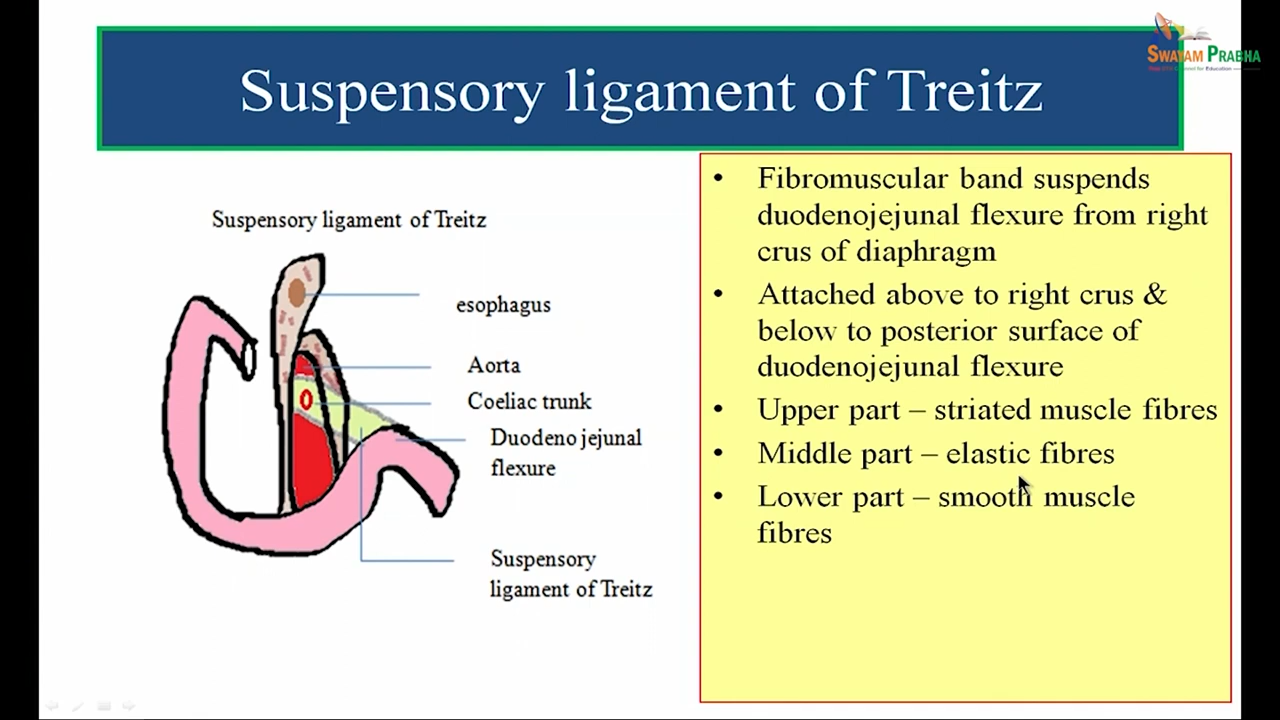 Suspensory ligament of Treitz
SWAYAM PRABHA
Suspensory ligament of Treitz
esophagus
Aorta
Coeliac trunk
Duodeno jejunal
flexure
Suspensory
ligament of Treitz
• Fibromuscular band suspends
duodenojejunal flexure from right
crus of diaphragm
• Attached above to right crus &
below to posterior surface of
duodenojejunal flexure
• Upper part – striated muscle fibres
• Middle part – elastic fibres
• Lower part – smooth muscle
fibres